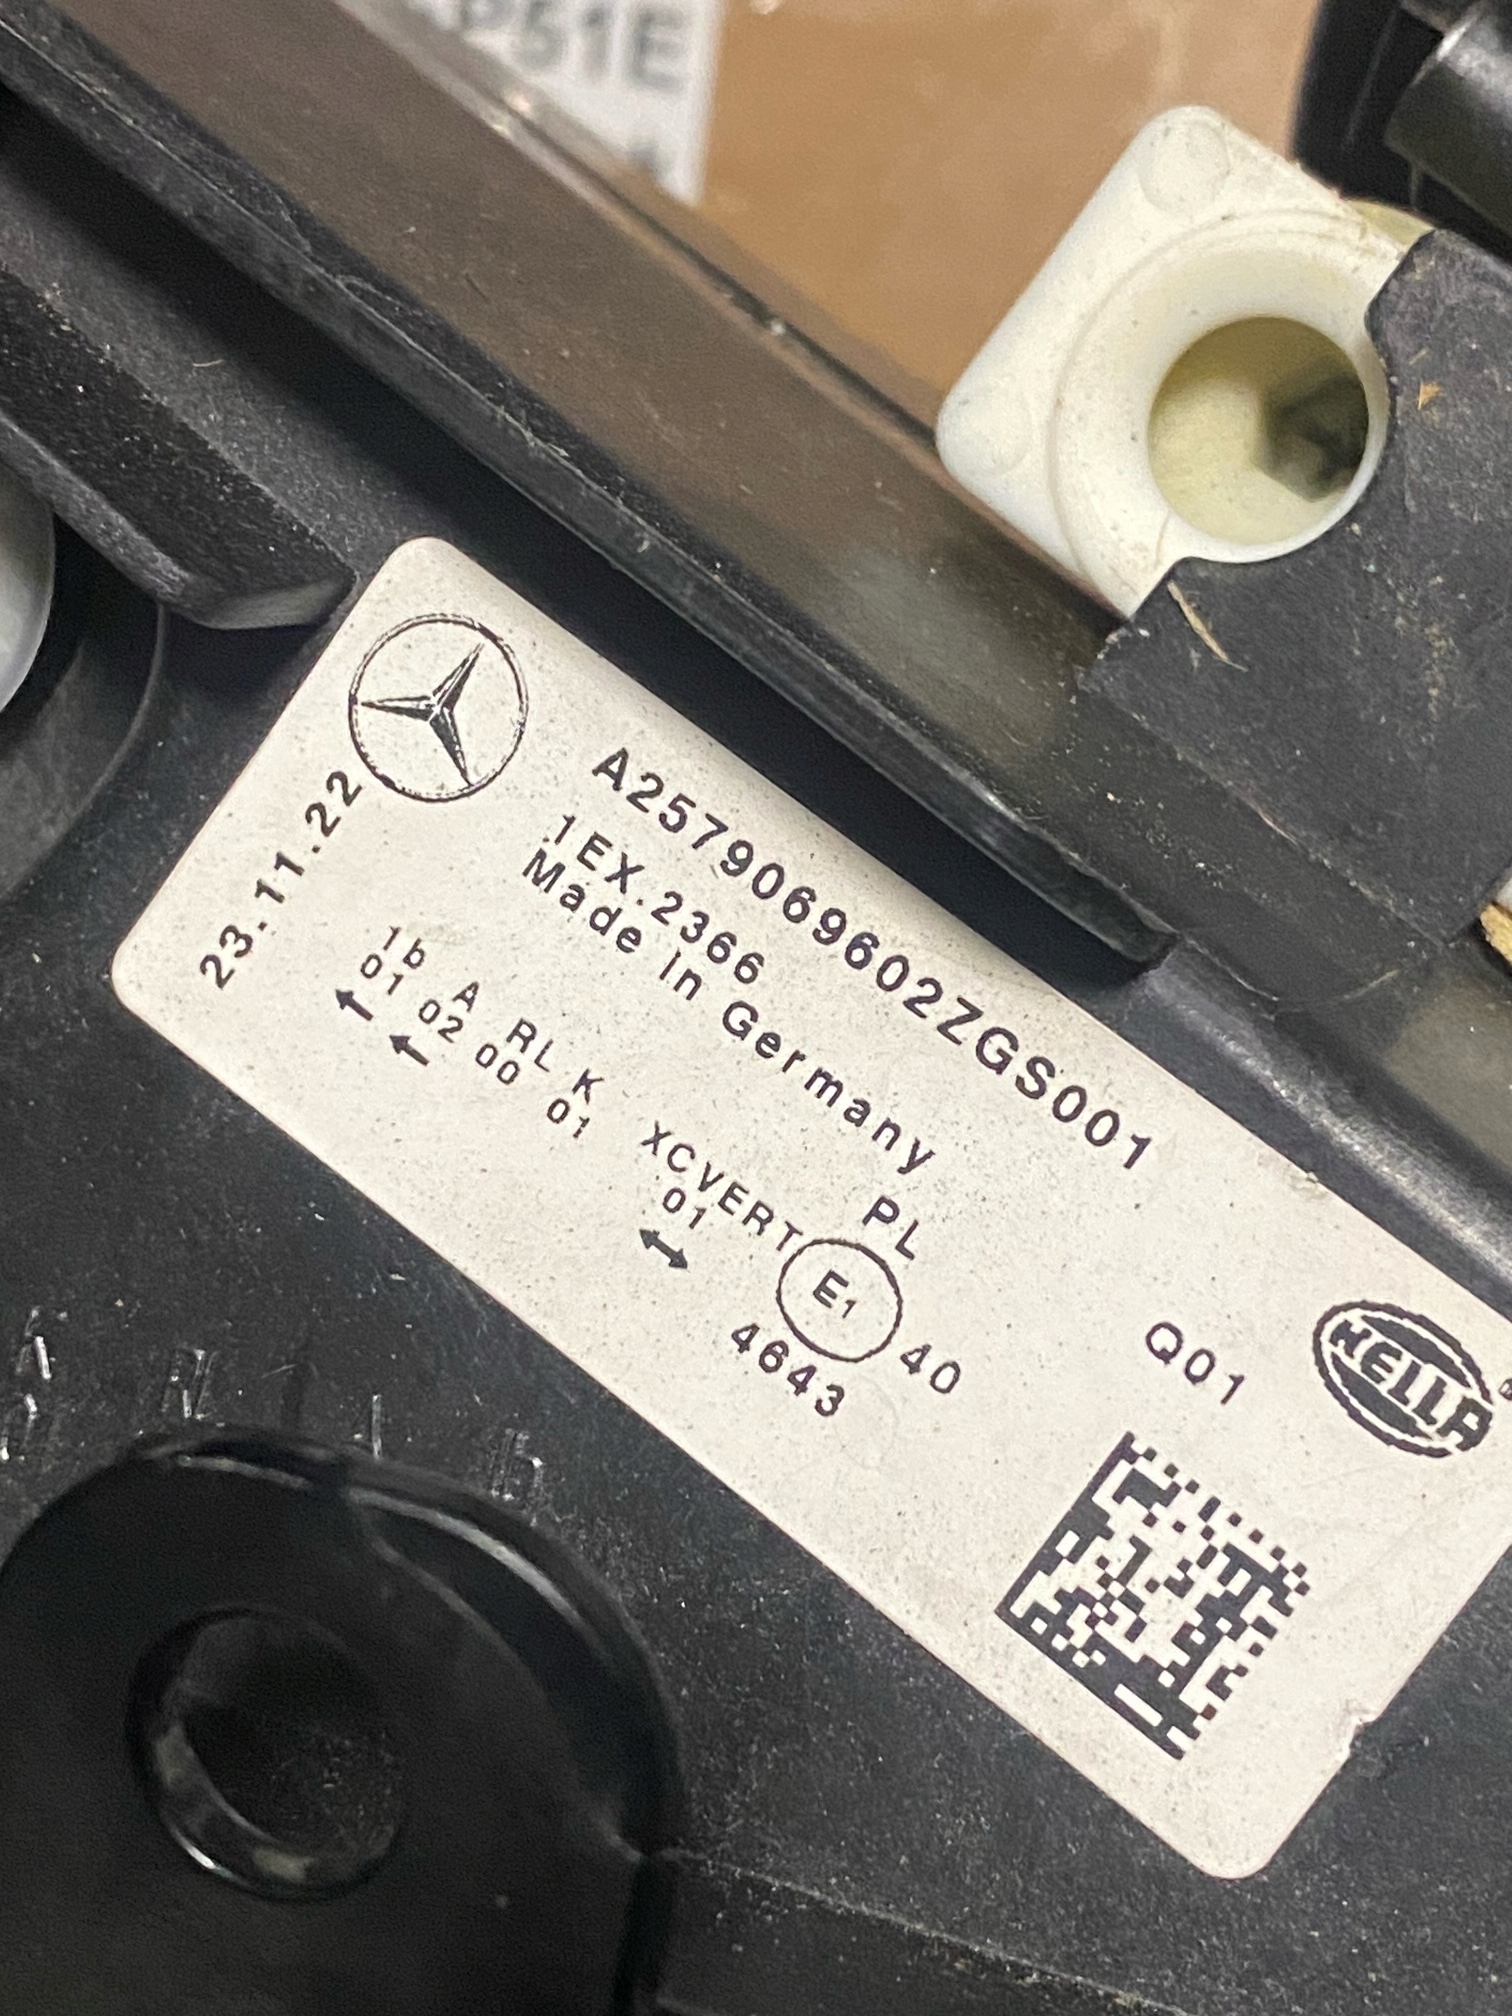 P51E
A2579069602ZGS001
1EX.2366
Made in Germany
23.11.22
1b A RL K XCVERT PL
01 02 00 01 01
E1 40
4643
Q01
HELLA